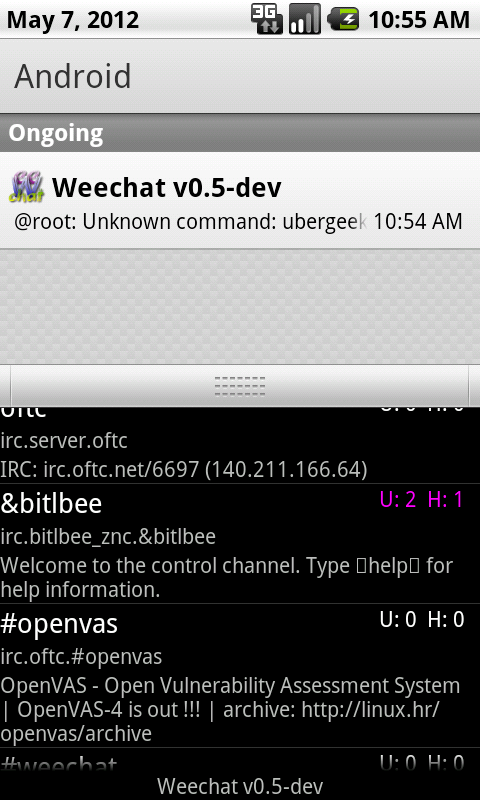 May 7, 2012 3G 10:55 AM
Android
Ongoing
chat Weechat v0.5-dev
@root: Unknown command: ubergeek 10:54 AM
oftc U: 0 H: 0
irc.server.oftc
IRC: irc.oftc.net/6697 (140.211.166.64)
&bitlbee U: 2 H: 1
irc.bitlbee_znc.&bitlbee
Welcome to the control channel. Type ▯help▯ for
help information.
#openvas U: 0 H: 0
irc.oftc.#openvas
OpenVAS - Open Vulnerability Assessment System
| OpenVAS-4 is out !!! | archive: http://linux.hr/
openvas/archive
#weechat U: 0 H: 0
Weechat v0.5-dev